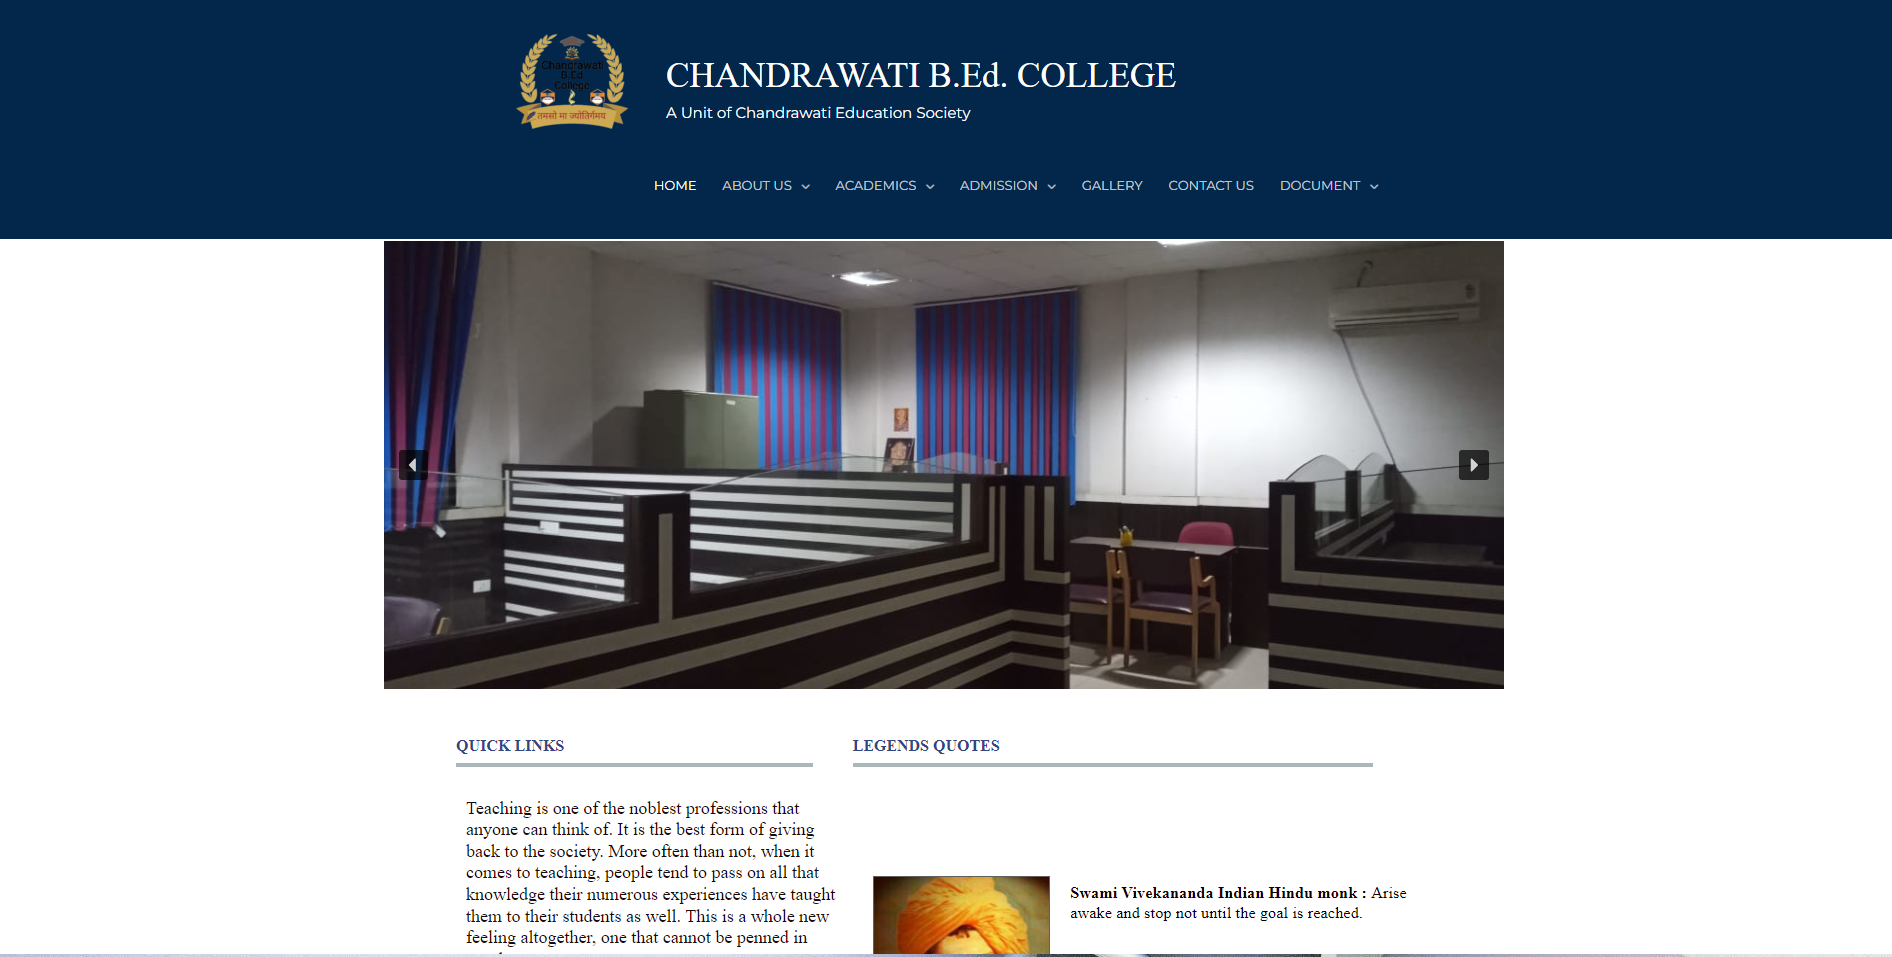 Chandrawati
B.Ed
College
तमसो मा ज्योतिर्गमय
CHANDRAWATI B.Ed. COLLEGE
A Unit of Chandrawati Education Society
HOME ABOUT US ACADEMICS ADMISSION GALLERY CONTACT US DOCUMENT
QUICK LINKS
Teaching is one of the noblest professions that
anyone can think of. It is the best form of giving
back to the society. More often than not, when it
comes to teaching, people tend to pass on all that
knowledge their numerous experiences have taught
them to their students as well. This is a whole new
feeling altogether, one that cannot be penned in
LEGENDS QUOTES
Swami Vivekananda Indian Hindu monk : Arise
awake and stop not until the goal is reached.